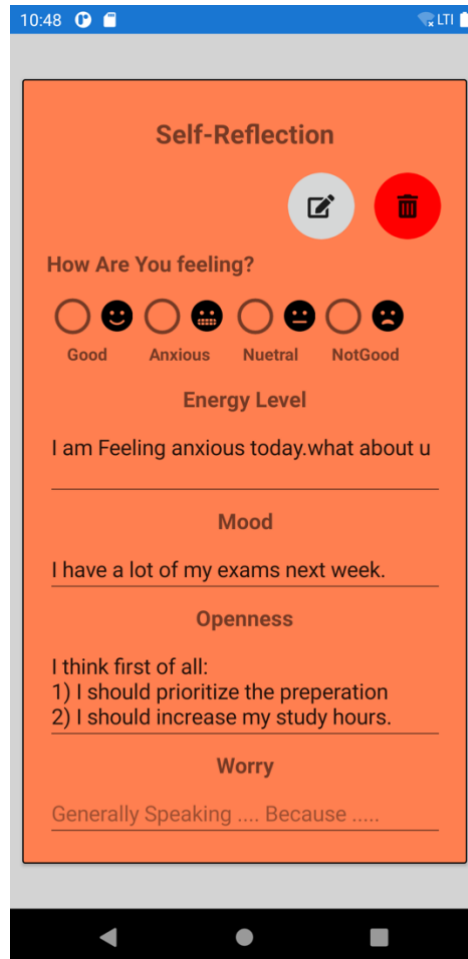 10:48 LTI
Self-Reflection
How Are You feeling?
Good Anxious Nuetral NotGood
Energy Level
I am Feeling anxious today.what about u
Mood
I have a lot of my exams next week.
Openness
I think first of all:
1) I should prioritize the preperation
2) I should increase my study hours.
Worry
Generally Speaking .... Because .....